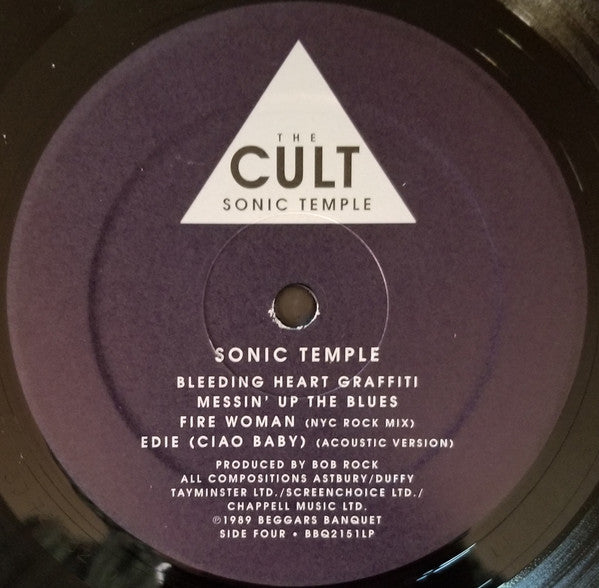 THE
CULT
SONIC TEMPLE
SONIC TEMPLE
BLEEDING HEART GRAFFITI
MESSIN' UP THE BLUES
FIRE WOMAN (NYC ROCK MIX)
EDIE (CIAO BABY) (ACOUSTIC VERSION)
PRODUCED BY BOB ROCK
ALL COMPOSITIONS ASTBURY/DUFFY
TAYMINSTER LTD./SCREENCHOICE LTD./
CHAPPELL MUSIC LTD.
℗1989 BEGGARS BANQUET
SIDE FOUR • BBQ2151LP